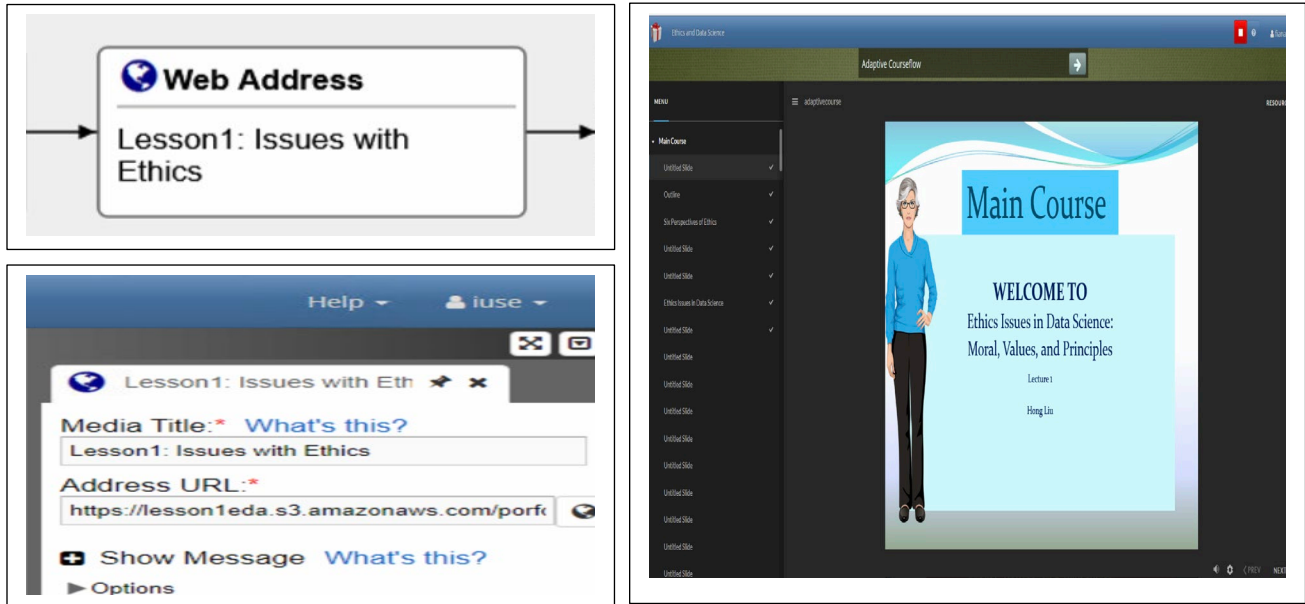 Web Address
Lesson1: Issues with
Ethics
Help
iuse
Lesson1: Issues with Eth
Media Title:* What's this?
Lesson1: Issues with Ethics
Address URL:*
https://lesson1eda.s3.amazonaws.com/porfo
Show Message What's this?
Options
Ethics and Data Science
Adaptive Courseflow
MENU
adaptivecourse
RESOUR
Main Course
Untitled Slide
Outline
Six Perspectives of Ethics
Untitled Slide
Untitled Slide
Ethics Issues in Data Science
Untitled Slide
Untitled Slide
Untitled Slide
Untitled Slide
Untitled Slide
Untitled Slide
Untitled Slide
Untitled Slide
Untitled Slide
Untitled Slide
Main Course
WELCOME TO
Ethics Issues in Data Science:
Moral, Values, and Principles
Lecture 1
Hong Liu
PREV NEXT